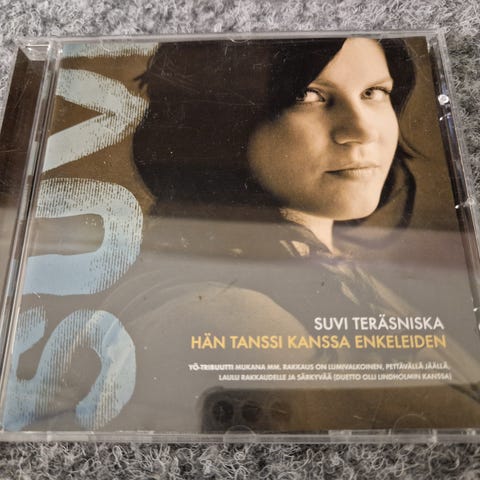 SUVI
SUVI TERÄSNISKA
HÄN TANSSI KANSSA ENKELEIDEN
YÖ-TRIBUUTTI MUKANA MM. RAKKAUS ON LUMIVALKOINEN, PETTÄVÄLLÄ JÄÄLLÄ,
LAULU RAKKAUDELLE JA SÄRKYVÄÄ (DUETTO OLLI LINDHOLMIN KANSSA)